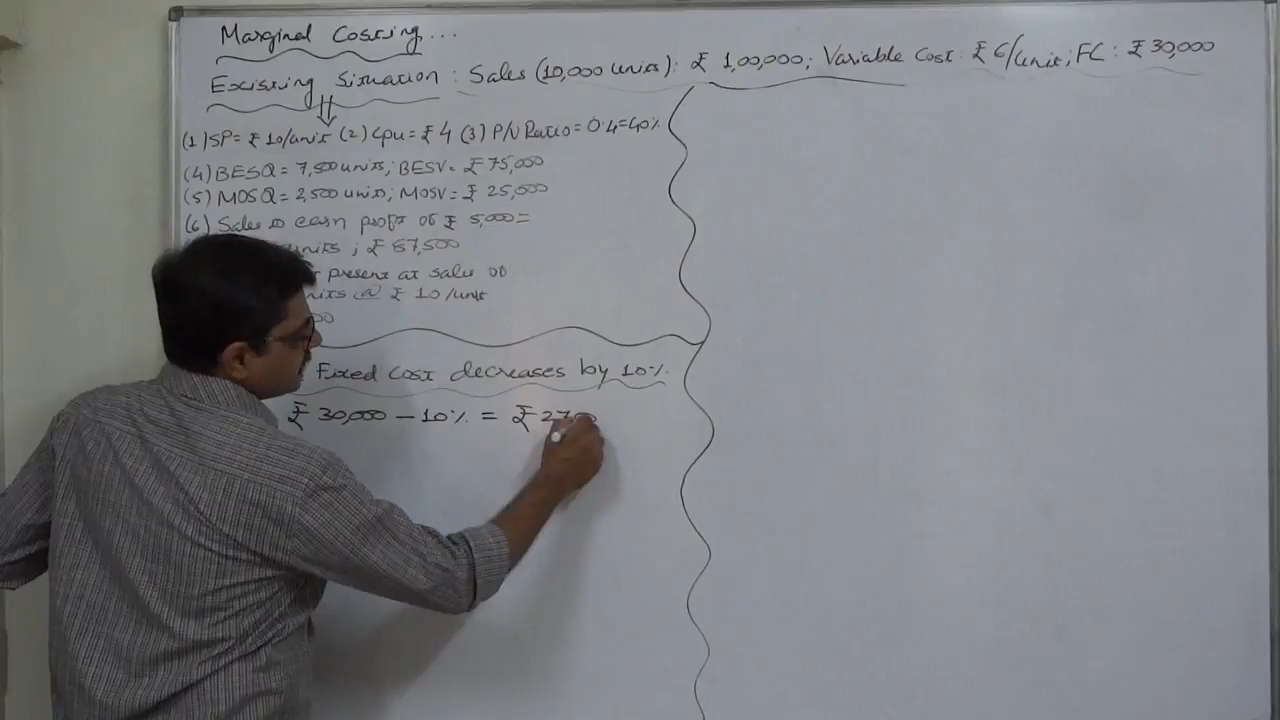 Marginal Costing...
Existing Situation : Sales (10,000 units): ₹ 1,00,000; Variable Cost: ₹ 6/unit; FC : ₹ 30,000
(1) SP= ₹ 10/unit (2) Cpu= ₹ 4 (3) P/V Ratio= 0.4=40%
(4) BESQ = 7,500 units; BESV= ₹ 75,000
(5) MOSQ = 2,500 units; MOSV= ₹ 25,000
(6) Sales to earn profit of ₹ 5,000 =
units ; ₹ 87,500
present at sales of
nits @ ₹ 10/unit
00
Fixed Cost decreases by 10%.
₹ 30,000 – 10% = ₹ 270